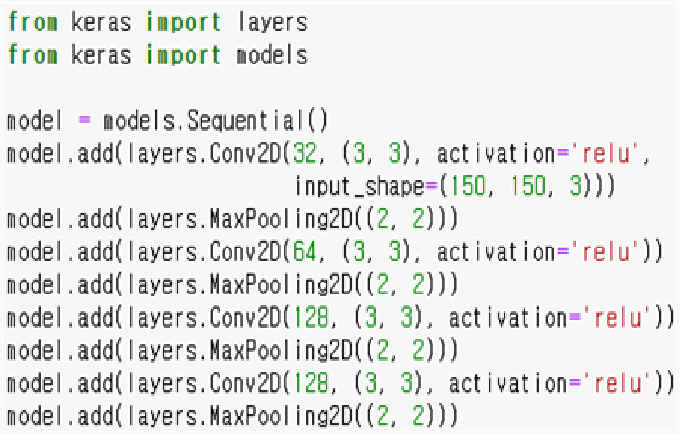 from keras import layers
from keras import models
model = models.Sequential()
model.add(layers.Conv2D(32, (3, 3), activation='relu',
input_shape=(150, 150, 3)))
model.add(layers.MaxPooling2D((2, 2)))
model.add(layers.Conv2D(64, (3, 3), activation='relu'))
model.add(layers.MaxPooling2D((2, 2)))
model.add(layers.Conv2D(128, (3, 3), activation='relu'))
model.add(layers.MaxPooling2D((2, 2)))
model.add(layers.Conv2D(128, (3, 3), activation='relu'))
model.add(layers.MaxPooling2D((2, 2)))